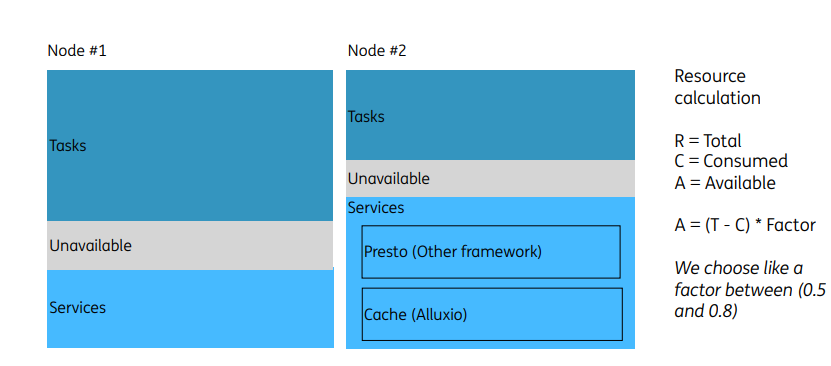 Node #1
Tasks
Unavailable
Services
Node #2
Tasks
Unavailable
Services
Presto (Other framework)
Cache (Alluxio)
Resource
calculation
R = Total
C = Consumed
A = Available
A = (T - C) * Factor
We choose like a
factor between (0.5
and 0.8)